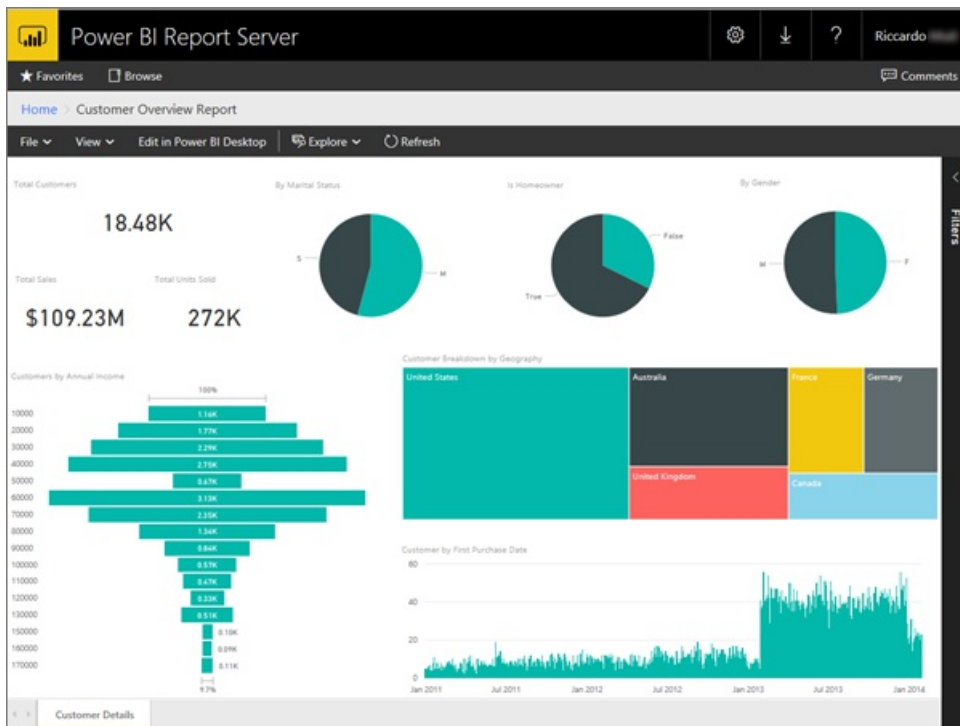 Power BI Report Server
Riccardo
Favorites
Browse
Comments
Home > Customer Overview Report
File
View
Edit in Power BI Desktop
Explore
Refresh
Filters
Total Customers
18.48K
Total Sales
$109.23M
Total Units Sold
272K
By Marital Status
S
M
Is Homeowner
False
True
By Gender
M
F
Customers by Annual Income
100%
10000 1.16K
20000 1.77K
30000 2.29K
40000 2.75K
50000 0.67K
60000 3.13K
70000 2.35K
80000 1.34K
90000 0.84K
100000 0.57K
110000 0.47K
120000 0.33K
130000 0.51K
150000 0.10K
160000 0.09K
170000 0.11K
9.7%
Customer Breakdown by Geography
United States
Australia
United Kingdom
France
Germany
Canada
Customer by First Purchase Date
60
40
20
0
Jan 2011 Jul 2011 Jan 2012 Jul 2012 Jan 2013 Jul 2013 Jan 2014
Customer Details